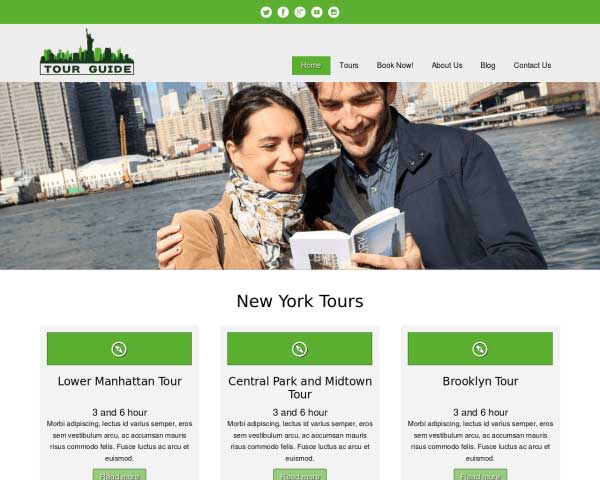 TOUR GUIDE
Home Tours Book Now! About Us Blog Contact Us
New York Tours
Lower Manhattan Tour
3 and 6 hour
Morbi adipiscing, lectus id varius semper, eros
sem vestibulum arcu, ac accumsan mauris
risus commodo felis. Fusce luctus ac arcu et
euismod.
Read more
Central Park and Midtown
Tour
3 and 6 hour
Morbi adipiscing, lectus id varius semper, eros
sem vestibulum arcu, ac accumsan mauris
risus commodo felis. Fusce luctus ac arcu et
euismod.
Read more
Brooklyn Tour
3 and 6 hour
Morbi adipiscing, lectus id varius semper, eros
sem vestibulum arcu, ac accumsan mauris
risus commodo felis. Fusce luctus ac arcu et
euismod.
Read more